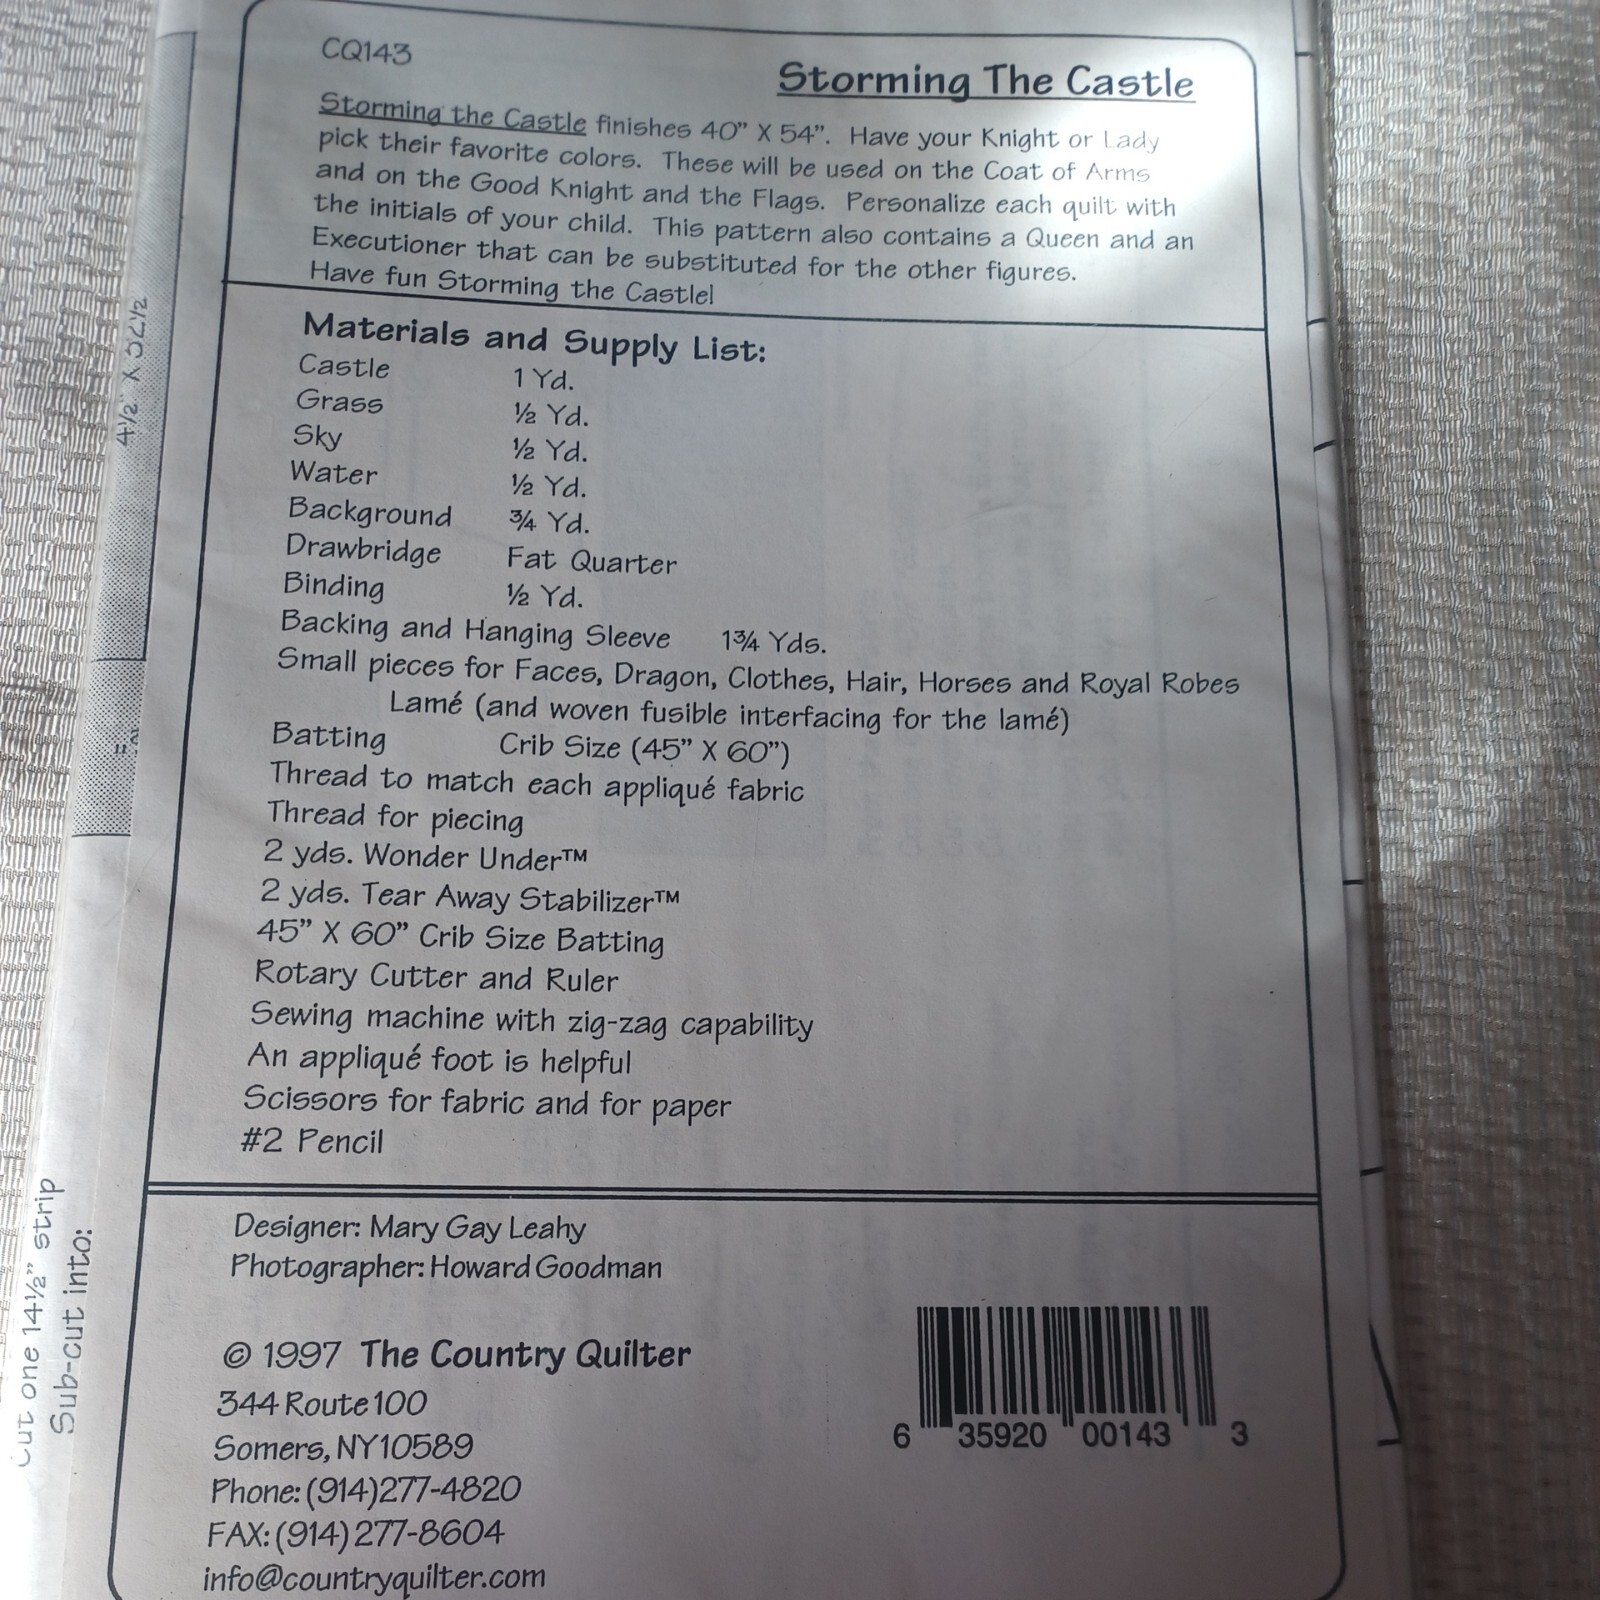 CQ143
Storming The Castle
Storming the Castle finishes 40” X 54”. Have your Knight or Lady
pick their favorite colors. These will be used on the Coat of Arms
and on the Good Knight and the Flags. Personalize each quilt with
the initials of your child. This pattern also contains a Queen and an
Executioner that can be substituted for the other figures.
Have fun Storming the Castle!
Materials and Supply List:
Castle 1 Yd.
Grass ½ Yd.
Sky ½ Yd.
Water ½ Yd.
Background ¾ Yd.
Drawbridge Fat Quarter
Binding ½ Yd.
Backing and Hanging Sleeve 1¾ Yds.
Small pieces for Faces, Dragon, Clothes, Hair, Horses and Royal Robes
Lamé (and woven fusible interfacing for the lamé)
Batting Crib Size (45” X 60”)
Thread to match each appliqué fabric
Thread for piecing
2 yds. Wonder Under™
2 yds. Tear Away Stabilizer™
45” X 60” Crib Size Batting
Rotary Cutter and Ruler
Sewing machine with zig-zag capability
An appliqué foot is helpful
Scissors for fabric and for paper
#2 Pencil
Designer: Mary Gay Leahy
Photographer: Howard Goodman
© 1997 The Country Quilter
344 Route 100
Somers, NY 10589
Phone: (914) 277-4820
FAX: (914) 277-8604
info@countryquilter.com
6 35920 00143 3
4½” X
Cut one 14½” strip
Sub-cut into: